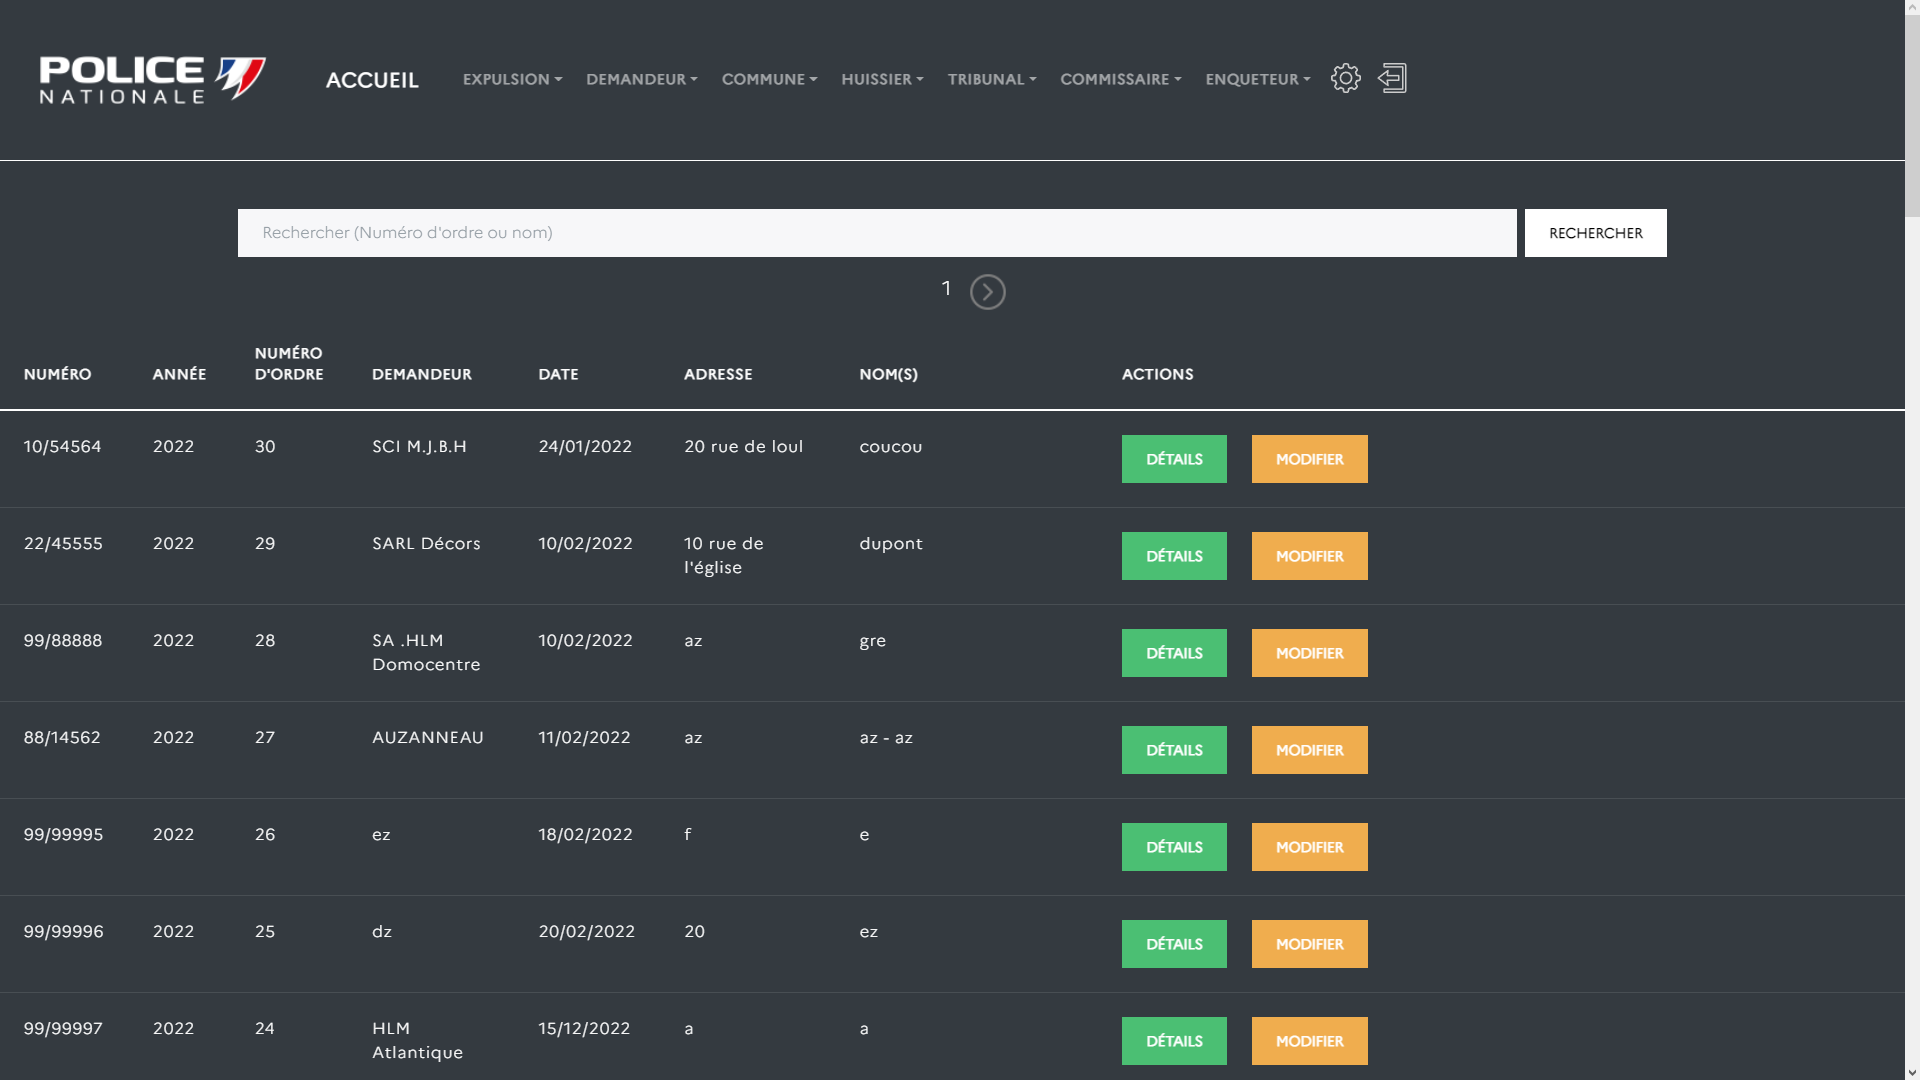 POLICE
NATIONALE
ACCUEIL EXPULSION DEMANDEUR COMMUNE HUISSIER TRIBUNAL COMMISSAIRE ENQUETEUR
Rechercher (Numéro d'ordre ou nom) RECHERCHER
1
NUMÉRO ANNÉE NUMÉRO D'ORDRE DEMANDEUR DATE ADRESSE NOM(S) ACTIONS
10/54564 2022 30 SCI M.J.B.H 24/01/2022 20 rue de loul coucou DÉTAILS MODIFIER
22/45555 2022 29 SARL Décors 10/02/2022 10 rue de l'église dupont DÉTAILS MODIFIER
99/88888 2022 28 SA .HLM Domocentre 10/02/2022 az gre DÉTAILS MODIFIER
88/14562 2022 27 AUZANNEAU 11/02/2022 az az - az DÉTAILS MODIFIER
99/99995 2022 26 ez 18/02/2022 f e DÉTAILS MODIFIER
99/99996 2022 25 dz 20/02/2022 20 ez DÉTAILS MODIFIER
99/99997 2022 24 HLM Atlantique 15/12/2022 a a DÉTAILS MODIFIER